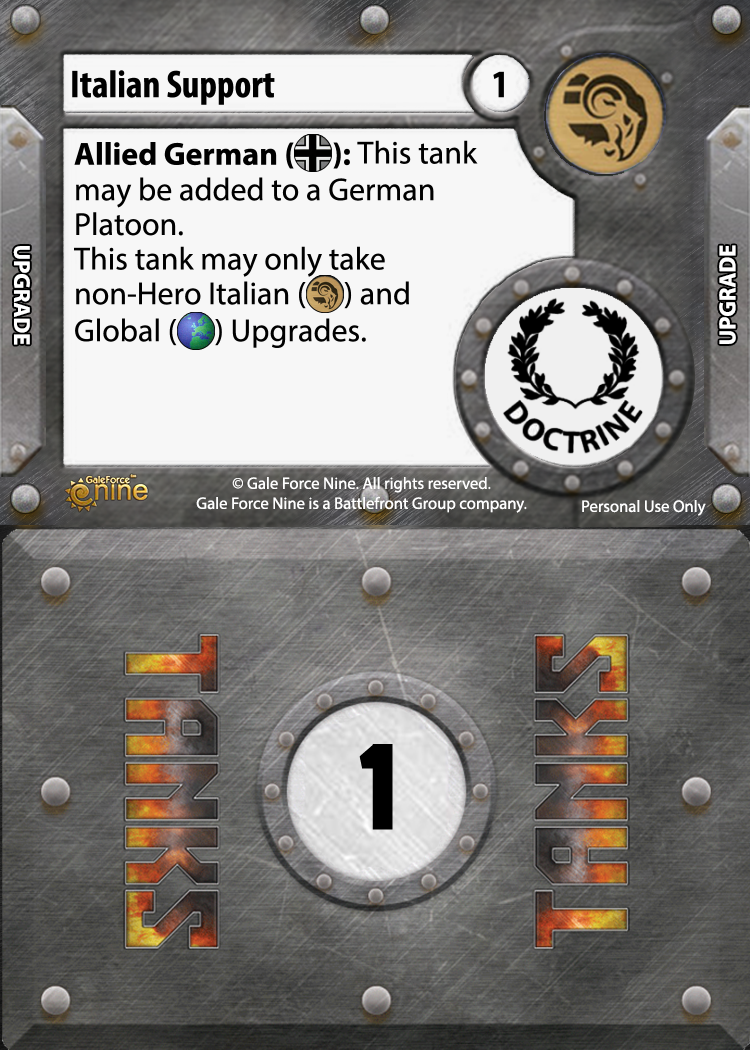 Italian Support
1
Allied German ( ): This tank
may be added to a German
Platoon.
This tank may only take
non-Hero Italian ( ) and
Global ( ) Upgrades.
UPGRADE
UPGRADE
DOCTRINE
GaleForce™
nine
© Gale Force Nine. All rights reserved.
Gale Force Nine is a Battlefront Group company.
Personal Use Only
TANKS
1
TANKS